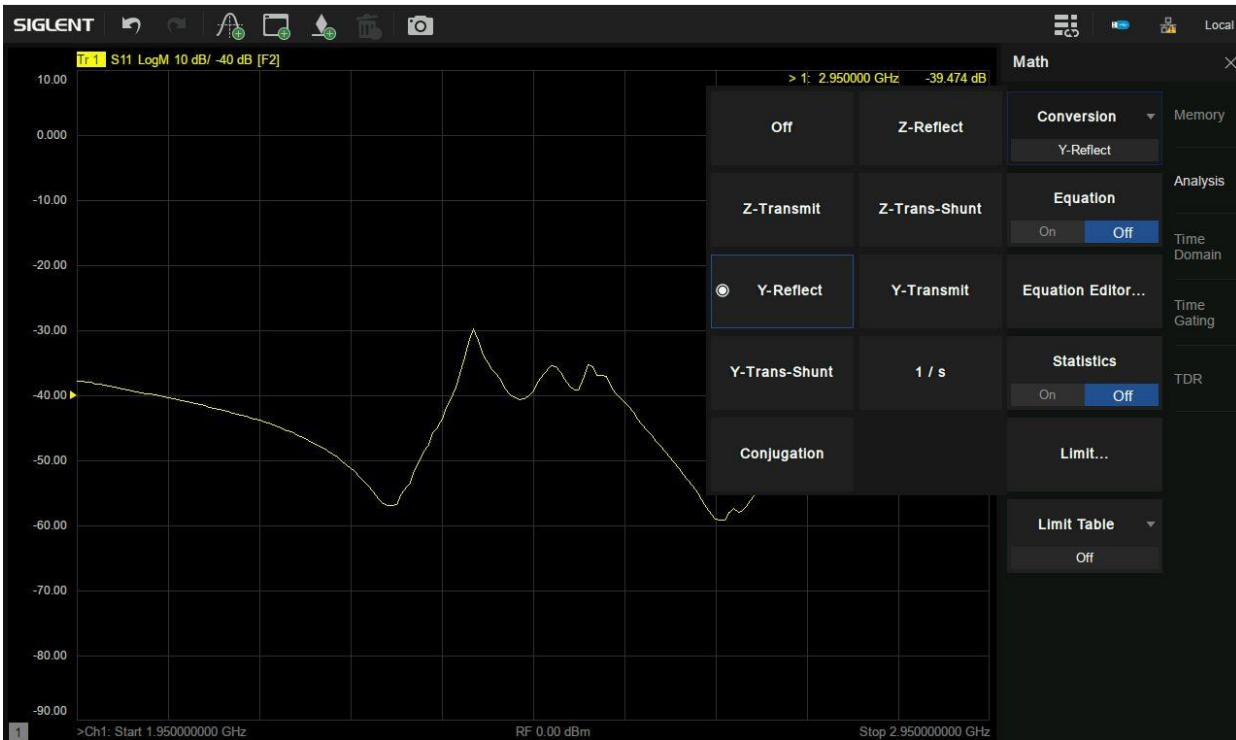 SIGLENT
Local
Tr 1 S11 LogM 10 dB/ -40 dB [F2]
> 1: 2.950000 GHz -39.474 dB
10.00
0.000
-10.00
-20.00
-30.00
-40.00
-50.00
-60.00
-70.00
-80.00
-90.00
Off Z-Reflect
Z-Transmit Z-Trans-Shunt
Y-Reflect Y-Transmit
Y-Trans-Shunt 1 / s
Conjugation
Math
Conversion
Y-Reflect
Equation
On Off
Equation Editor...
Statistics
On Off
Limit...
Limit Table
Off
Memory
Analysis
Time
Domain
Time
Gating
TDR
1 >Ch1: Start 1.950000000 GHz RF 0.00 dBm Stop 2.950000000 GHz